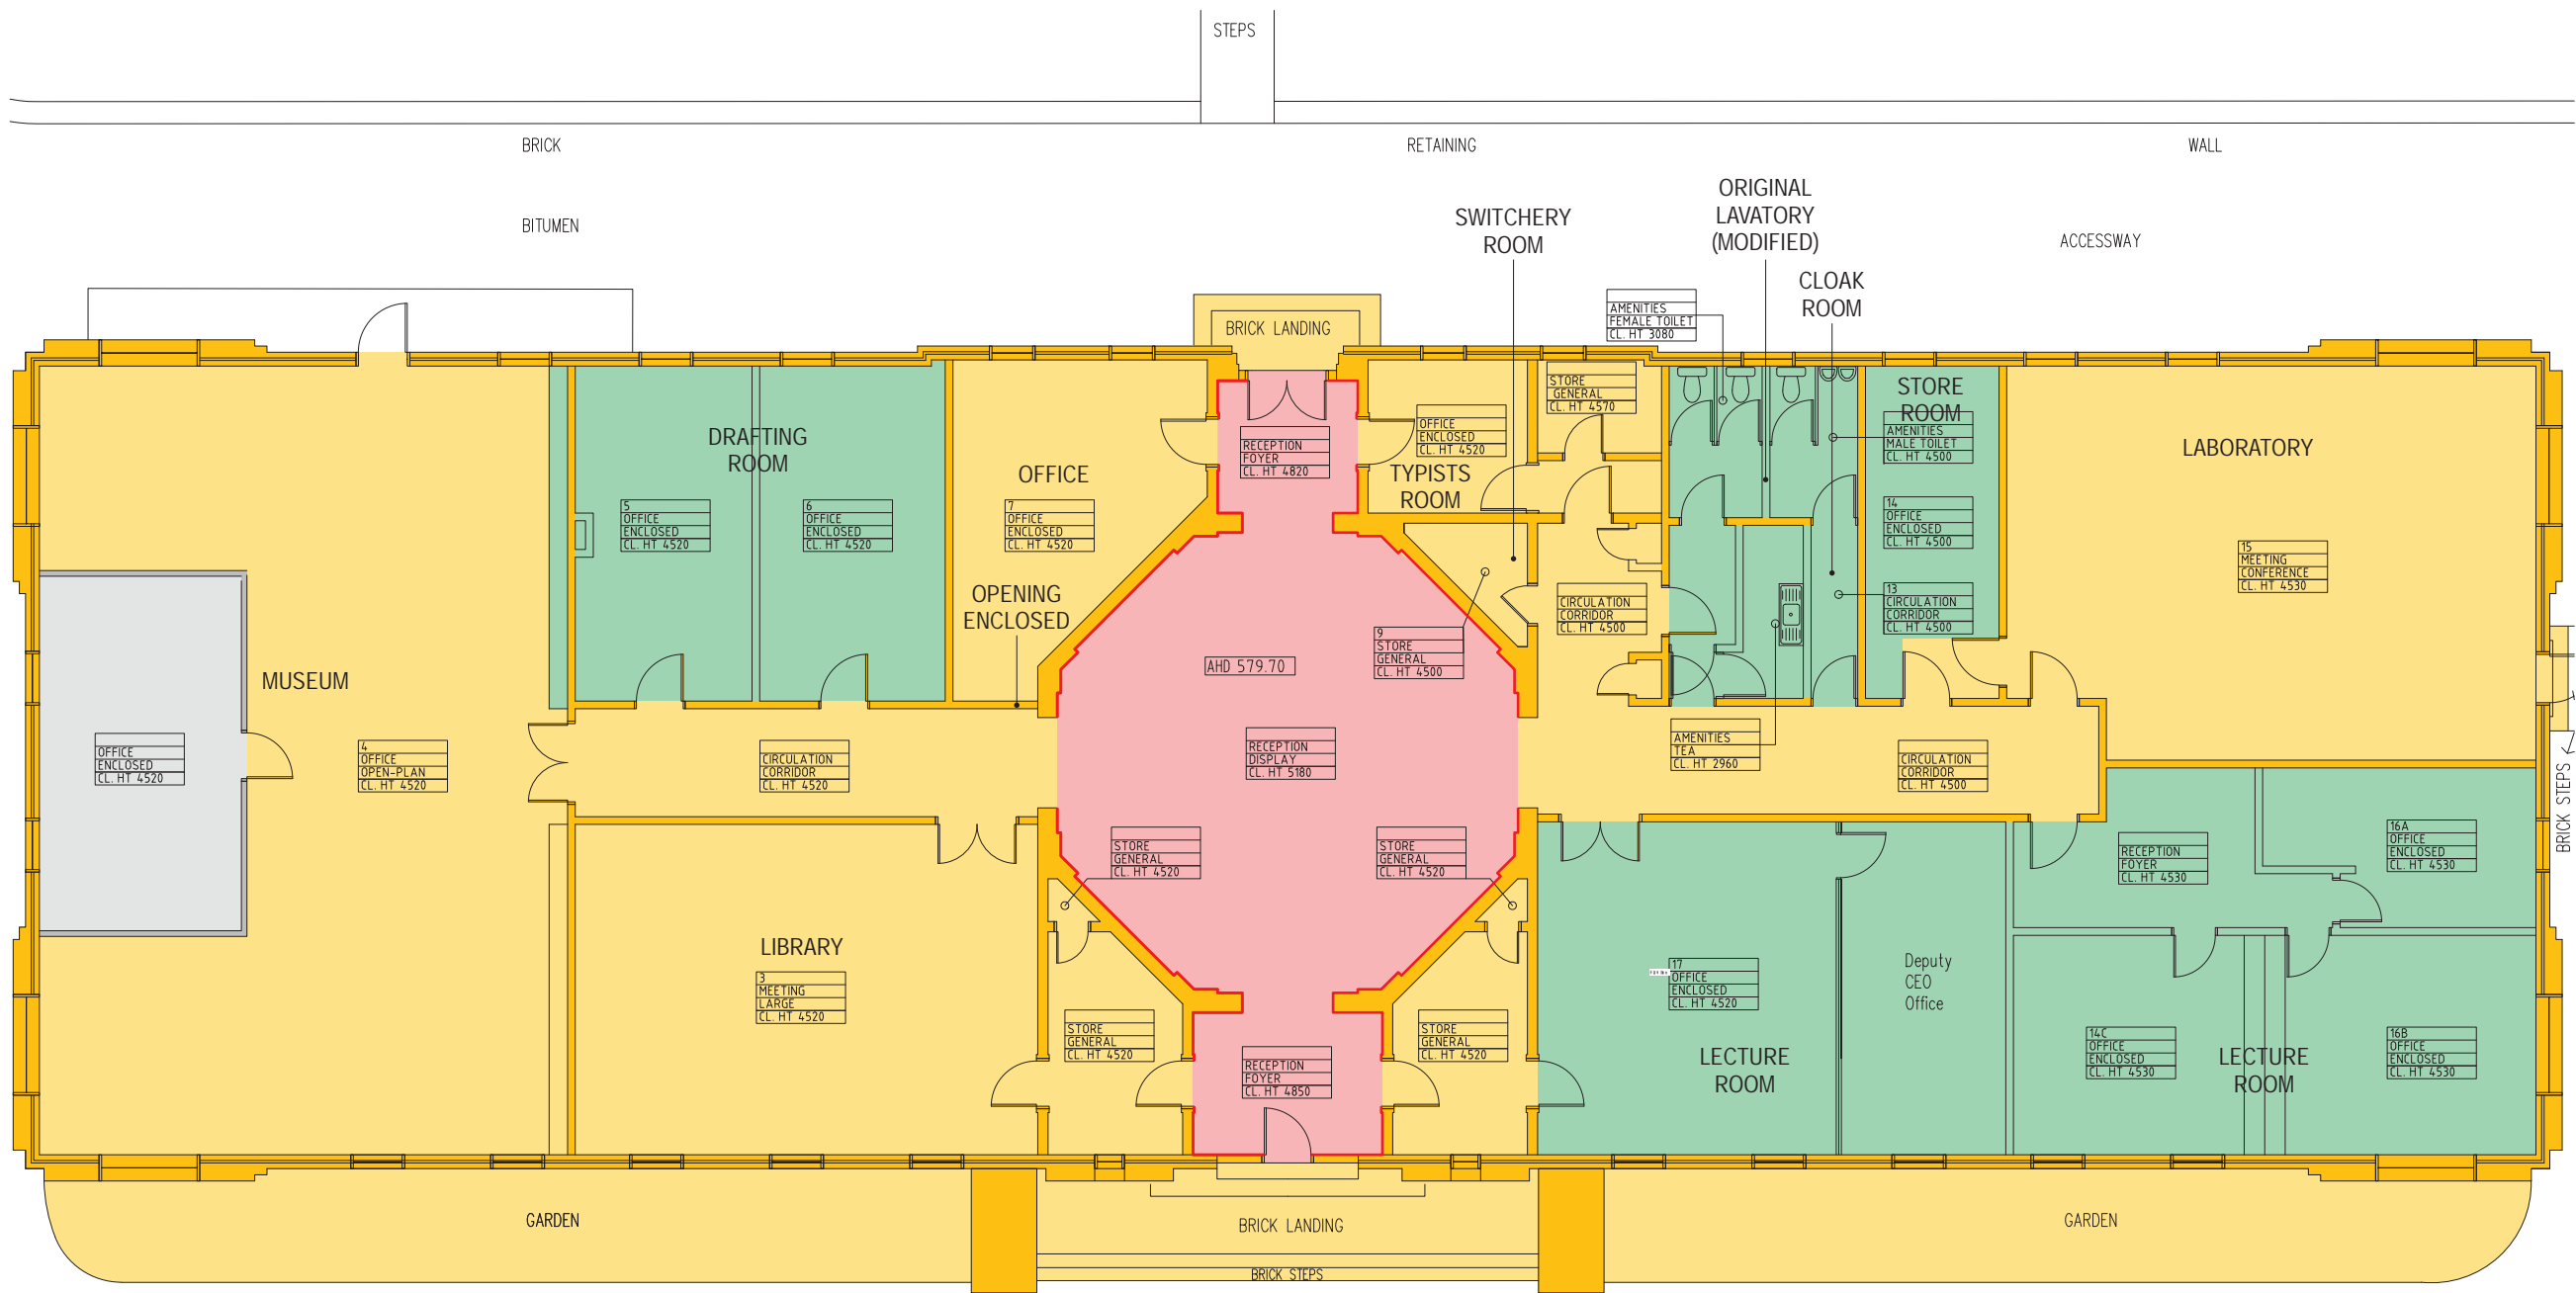 STEPS
BRICK
RETAINING
WALL
BITUMEN
ACCESSWAY
SWITCHERY
ROOM
ORIGINAL
LAVATORY
(MODIFIED)
CLOAK
ROOM
AMENITIES
FEMALE TOILET
CL. HT 3080
BRICK LANDING
DRAFTING
ROOM
5
OFFICE
ENCLOSED
CL. HT 4520
6
OFFICE
ENCLOSED
CL. HT 4520
OFFICE
7
OFFICE
ENCLOSED
CL. HT 4520
OPENING
ENCLOSED
RECEPTION
FOYER
CL. HT 4820
OFFICE
ENCLOSED
CL. HT 4520
TYPISTS
ROOM
STORE
GENERAL
CL. HT 4570
STORE
ROOM
AMENITIES
MALE TOILET
CL. HT 4500
14
OFFICE
ENCLOSED
CL. HT 4500
13
CIRCULATION
CORRIDOR
CL. HT 4500
LABORATORY
15
MEETING
CONFERENCE
CL. HT 4530
CIRCULATION
CORRIDOR
CL. HT 4500
9
STORE
GENERAL
CL. HT 4500
AHD 579.70
MUSEUM
OFFICE
ENCLOSED
CL. HT 4520
4
OFFICE
OPEN-PLAN
CL. HT 4520
CIRCULATION
CORRIDOR
CL. HT 4520
RECEPTION
DISPLAY
CL. HT 5180
AMENITIES
TEA
CL. HT 2960
CIRCULATION
CORRIDOR
CL. HT 4500
BRICK STEPS
STORE
GENERAL
CL. HT 4520
STORE
GENERAL
CL. HT 4520
RECEPTION
FOYER
CL. HT 4530
16A
OFFICE
ENCLOSED
CL. HT 4530
LIBRARY
3
MEETING
LARGE
CL. HT 4520
STORE
GENERAL
CL. HT 4520
RECEPTION
FOYER
CL. HT 4850
STORE
GENERAL
CL. HT 4520
17
OFFICE
ENCLOSED
CL. HT 4520
LECTURE
ROOM
Deputy
CEO
Office
14C
OFFICE
ENCLOSED
CL. HT 4530
LECTURE
ROOM
16B
OFFICE
ENCLOSED
CL. HT 4530
GARDEN
BRICK LANDING
GARDEN
BRICK STEPS